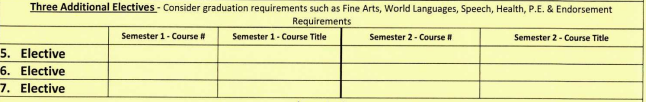 Three Additional Electives - Consider graduation requirements such as Fine Arts, World Languages, Speech, Health, P.E. & Endorsement
Requirements
Semester 1 - Course # Semester 1 - Course Title Semester 2 - Course # Semester 2 - Course Title
5. Elective
6. Elective
7. Elective